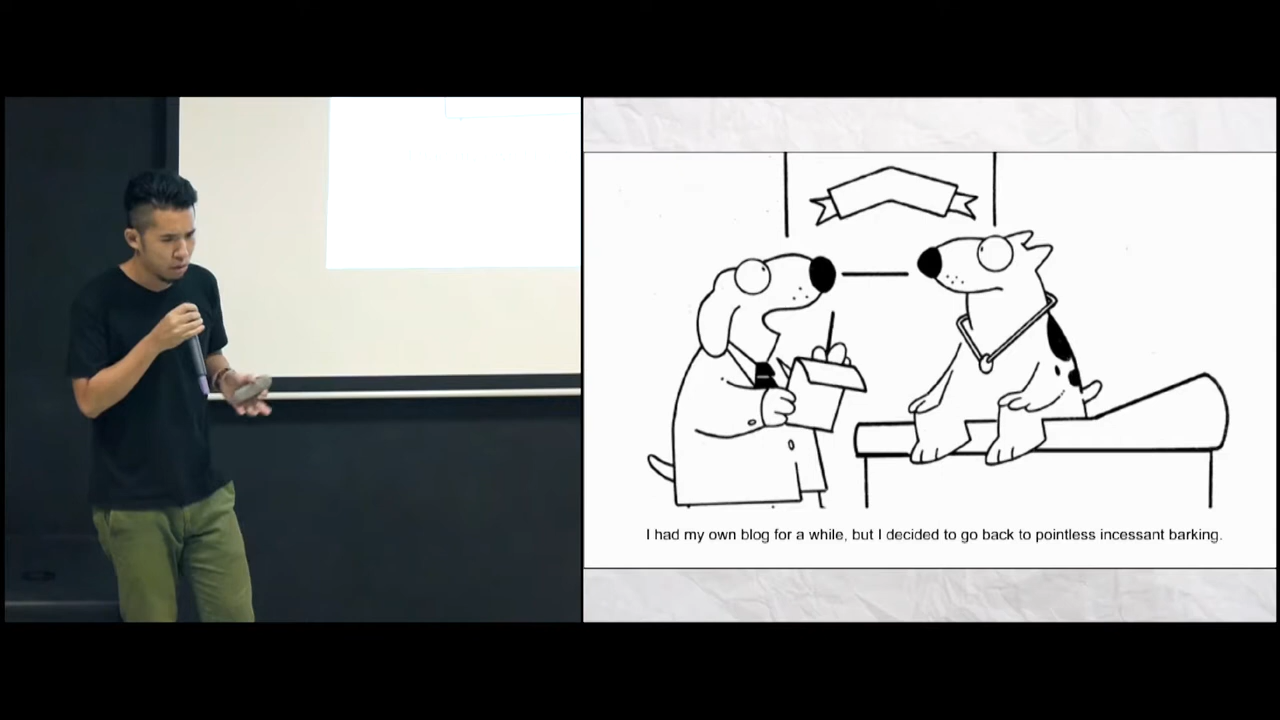 I had my own blog for a while, but I decided to go back to pointless incessant barking.